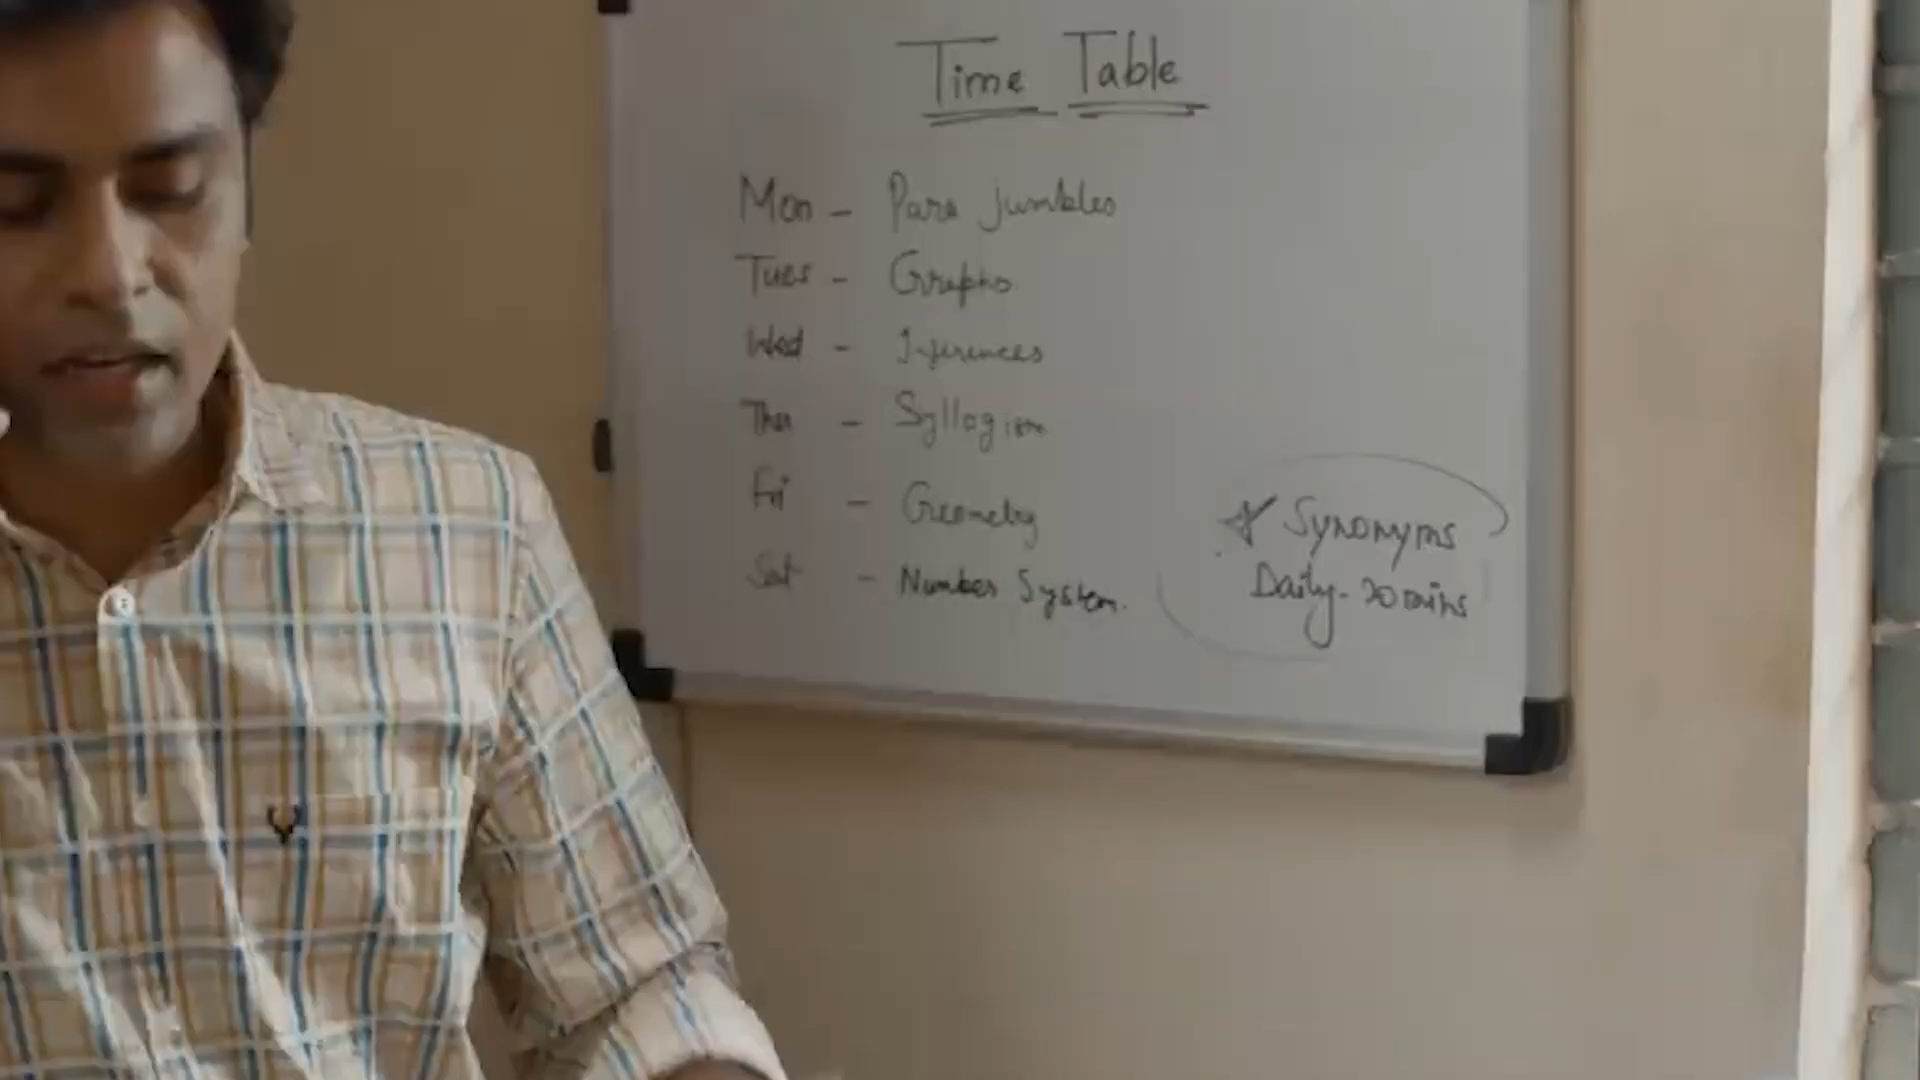 Time Table
Mon - Para jumbles
Tues - Graphs
Wed - Inferences
Thur - Syllogism
Fri - Geometry
Sat - Number System.
Synonyms
Daily - 20 mins